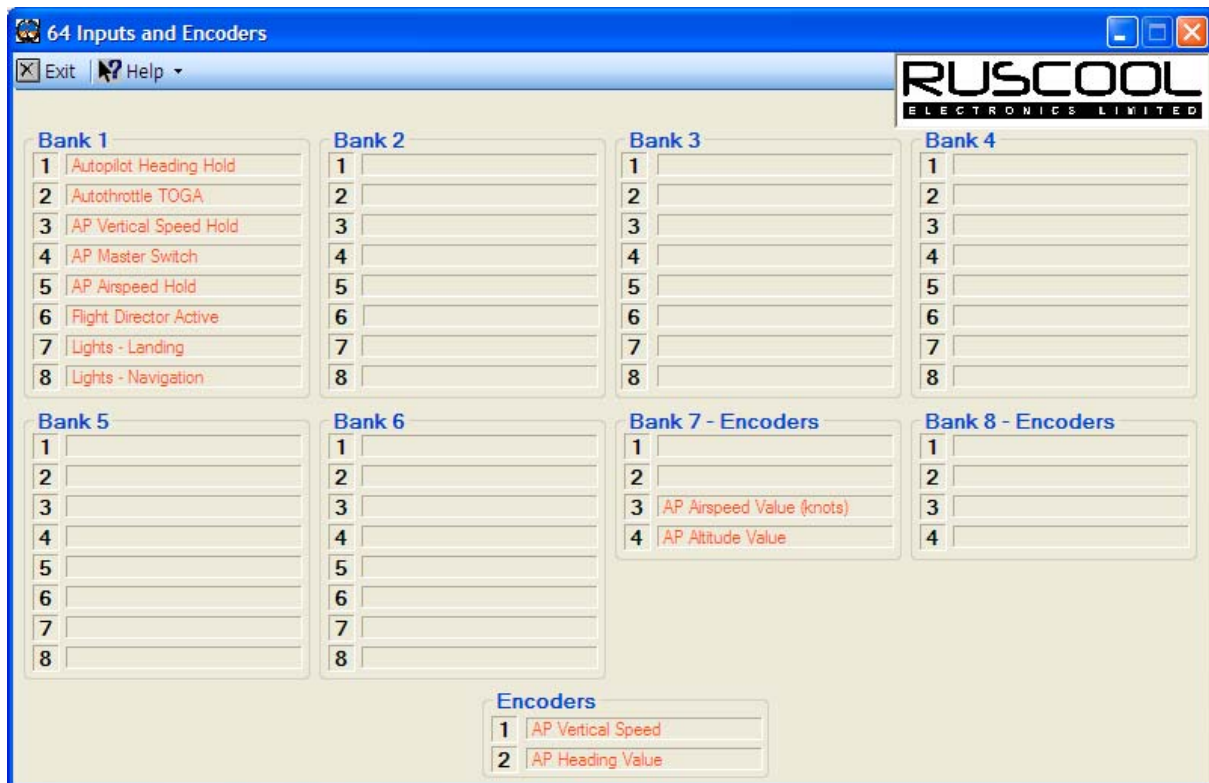 64 Inputs and Encoders
Exit Help
RUSCOOL
ELECTRONICS LIMITED
Bank 1
1 Autopilot Heading Hold
2 Autothrottle TOGA
3 AP Vertical Speed Hold
4 AP Master Switch
5 AP Airspeed Hold
6 Flight Director Active
7 Lights - Landing
8 Lights - Navigation
Bank 2
1
2
3
4
5
6
7
8
Bank 3
1
2
3
4
5
6
7
8
Bank 4
1
2
3
4
5
6
7
8
Bank 5
1
2
3
4
5
6
7
8
Bank 6
1
2
3
4
5
6
7
8
Bank 7 - Encoders
1
2
3 AP Airspeed Value (knots)
4 AP Altitude Value
Bank 8 - Encoders
1
2
3
4
Encoders
1 AP Vertical Speed
2 AP Heading Value